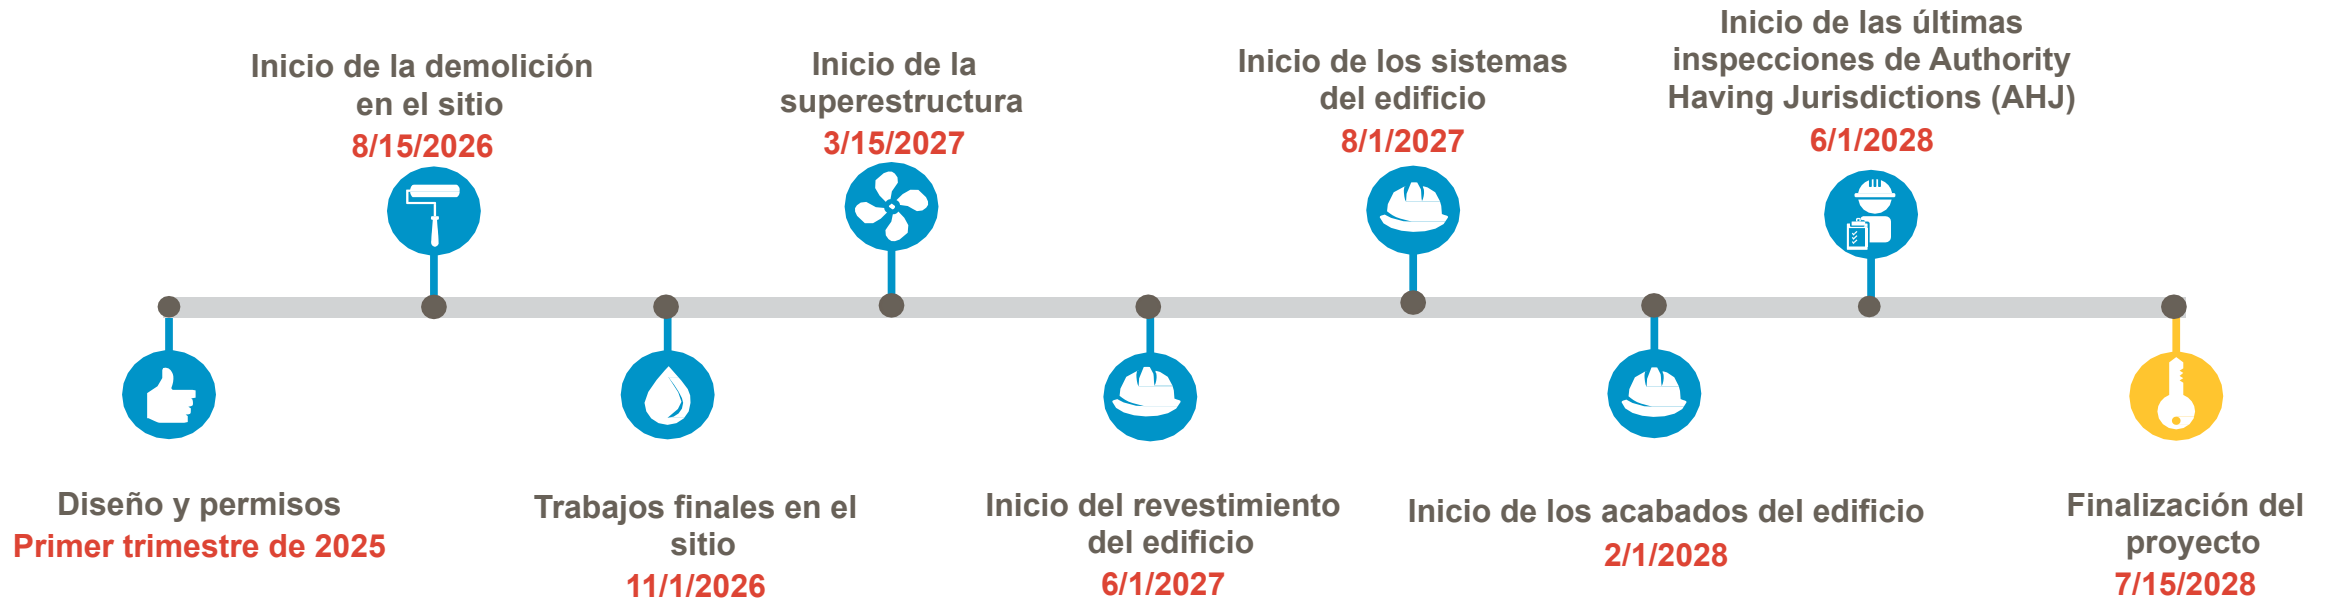 Diseño y permisos
Primer trimestre de 2025
Inicio de la demolición
en el sitio
8/15/2026
Trabajos finales en el
sitio
11/1/2026
Inicio de la
superestructura
3/15/2027
Inicio del revestimiento
del edificio
6/1/2027
Inicio de los sistemas
del edificio
8/1/2027
Inicio de los acabados del edificio
2/1/2028
Inicio de las últimas
inspecciones de Authority
Having Jurisdictions (AHJ)
6/1/2028
Finalización del
proyecto
7/15/2028